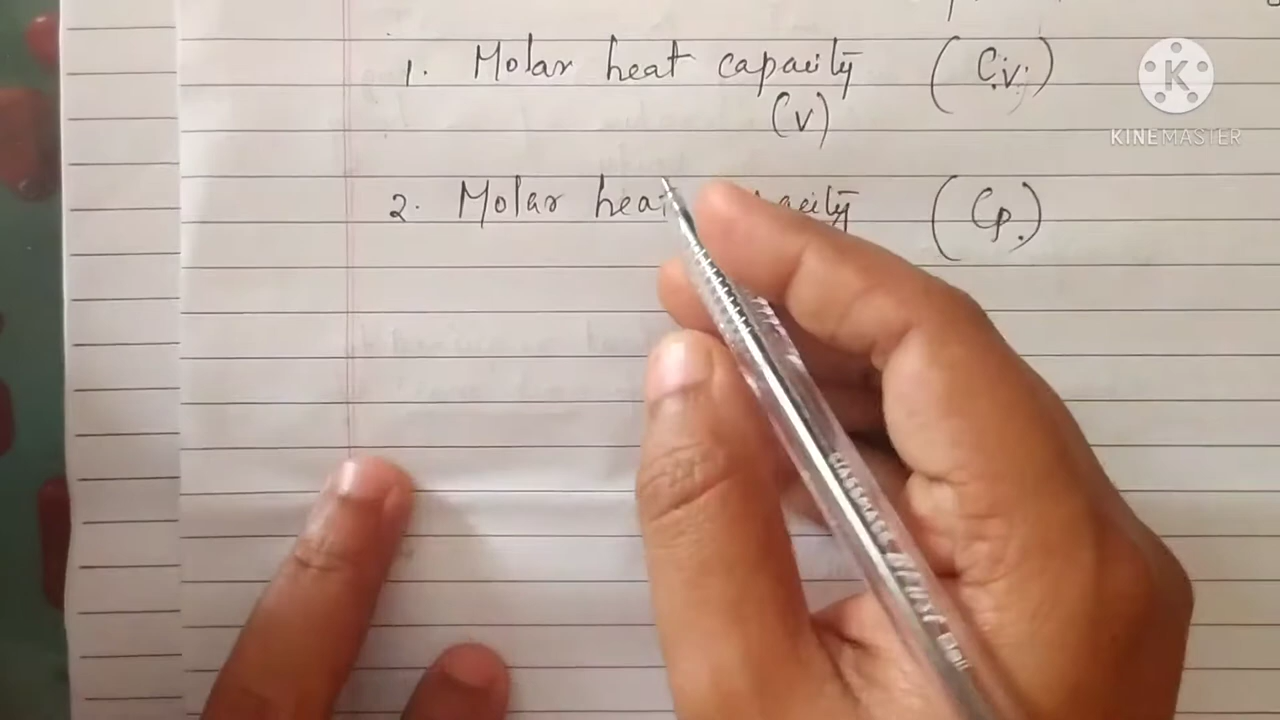 1. Molar heat capacity (Cv)
(V)
K
KINEMASTER
2. Molar heat (Cp.)